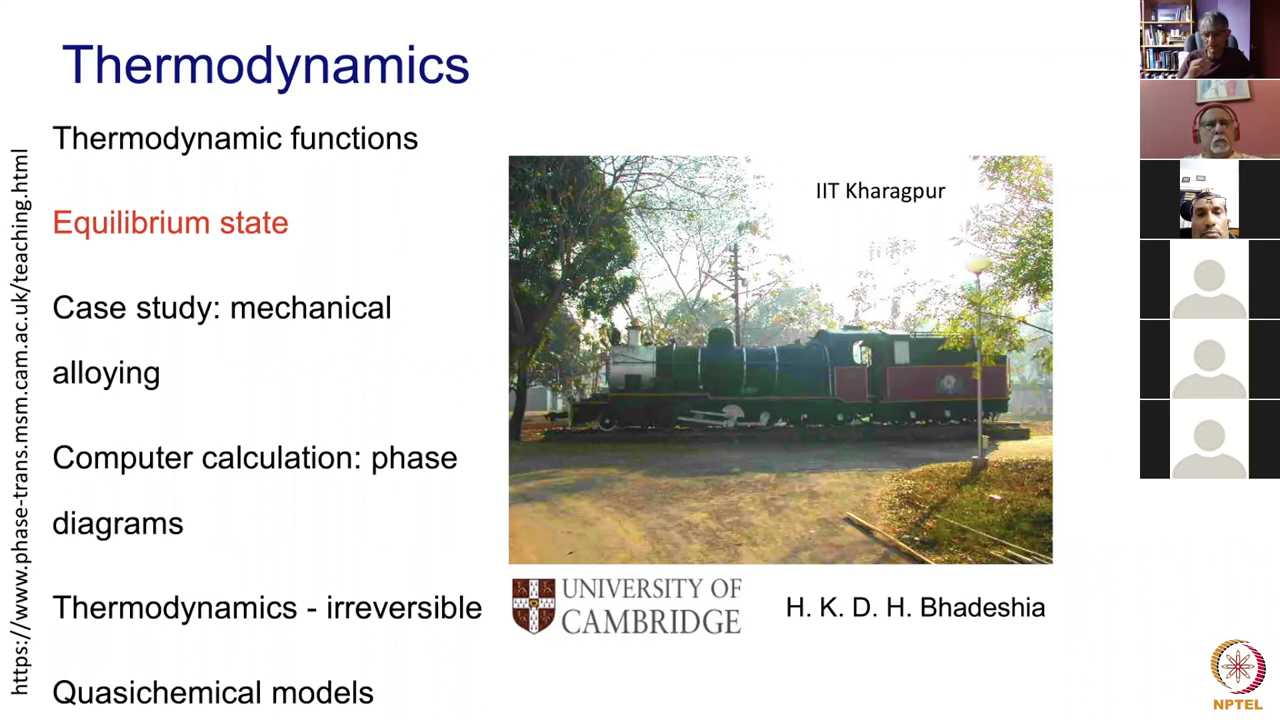 Thermodynamics
Thermodynamic functions
Equilibrium state
Case study: mechanical
alloying
Computer calculation: phase
diagrams
Thermodynamics - irreversible
Quasichemical models
https://www.phase-trans.msm.cam.ac.uk/teaching.html
IIT Kharagpur
UNIVERSITY OF
CAMBRIDGE
H. K. D. H. Bhadeshia
NPTEL